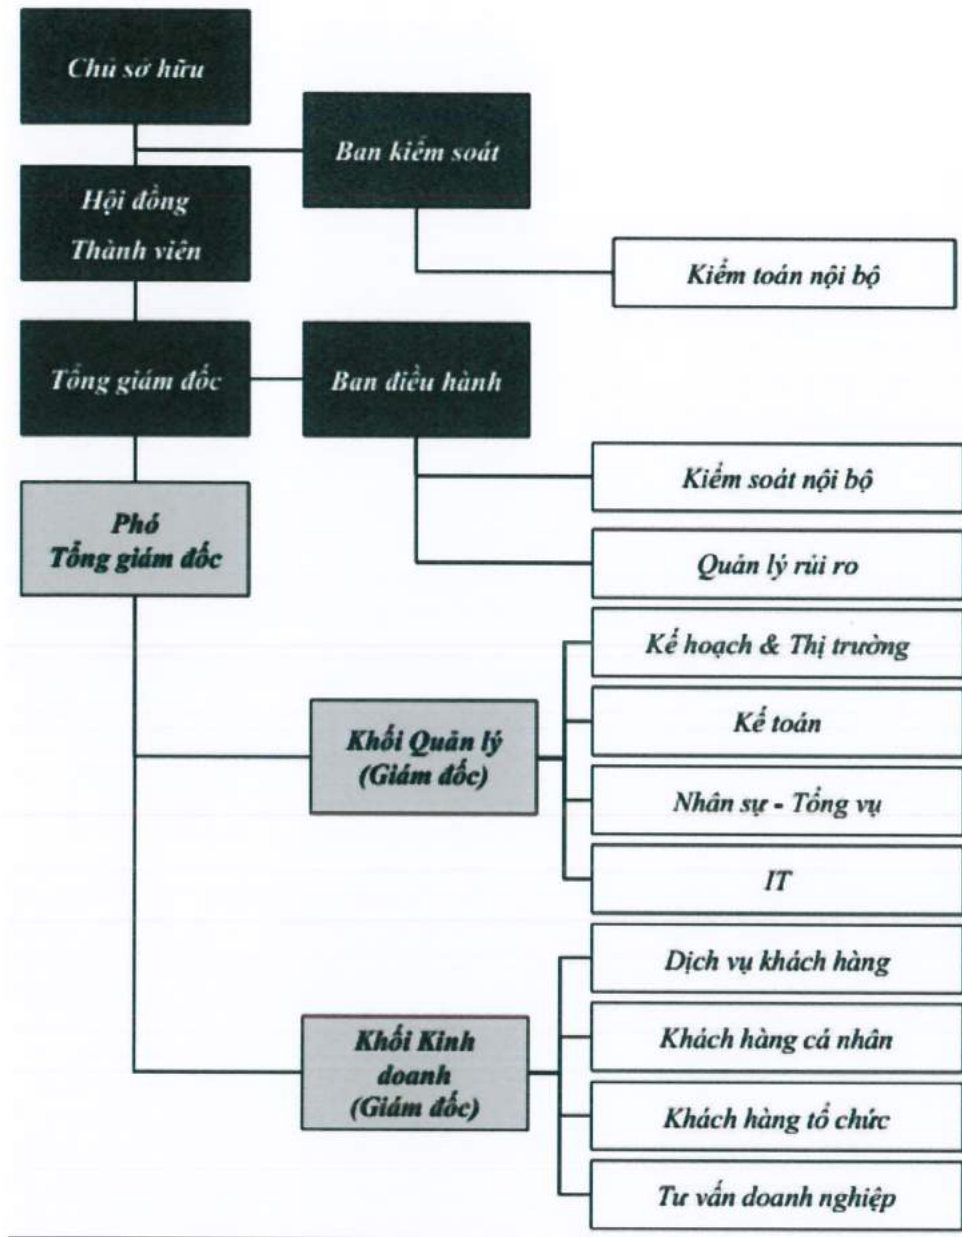 Chủ sở hữu
Ban kiểm soát
Hội đồng
Thành viên
Kiểm toán nội bộ
Tổng giám đốc
Ban điều hành
Kiểm soát nội bộ
Phó
Tổng giám đốc
Quản lý rủi ro
Kế hoạch & Thị trường
Khối Quản lý
(Giám đốc)
Kế toán
Nhân sự - Tổng vụ
IT
Dịch vụ khách hàng
Khối Kinh
doanh
(Giám đốc)
Khách hàng cá nhân
Khách hàng tổ chức
Tư vấn doanh nghiệp